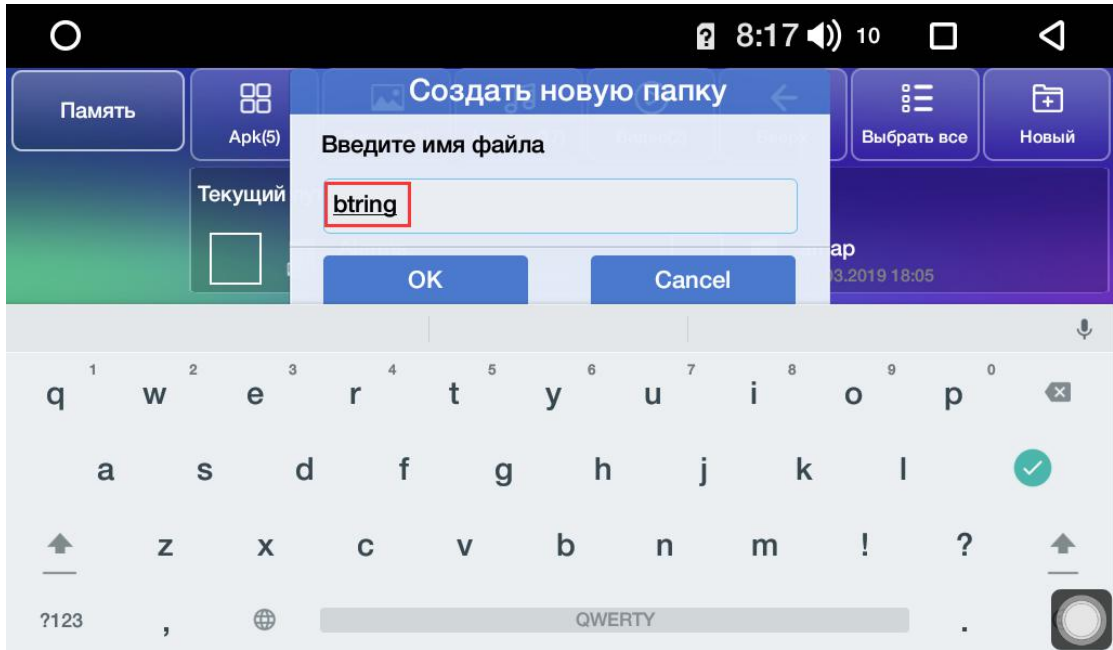 8:17 10
Память
Apk(5)
Создать новую папку
Выбрать все
Новый
Введите имя файла
Текущий
btring
ар
03.2019 18:05
OK
Cancel
1 2 3 4 5 6 7 8 9 0
q w e r t y u i o p
a s d f g h j k l
z x c v b n m ! ?
?123 , QWERTY .